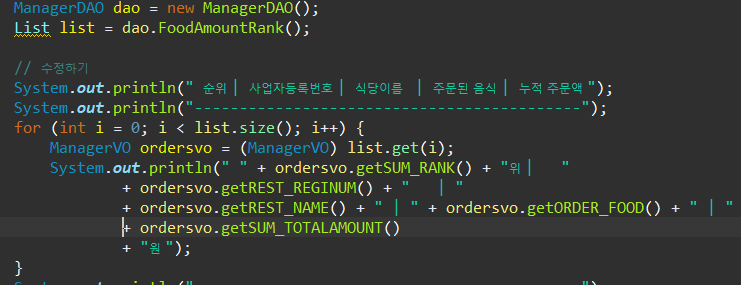 ManagerDAO dao = new ManagerDAO();
List list = dao.FoodAmountRank();
// 수정하기
System.out.println(" 순위 | 사업자등록번호 | 식당이름  | 주문된 음식 | 누적 주문액 ");
System.out.println("-------------------------------------------");
for (int i = 0; i < list.size(); i++) {
ManagerVO ordersvo = (ManagerVO) list.get(i);
System.out.println(" " + ordersvo.getSUM_RANK() + "위 |   "
+ ordersvo.getREST_REGINUM() + "   | "
+ ordersvo.getREST_NAME() + " | " + ordersvo.getORDER_FOOD() + " | "
+ ordersvo.getSUM_TOTALAMOUNT()
+ "원 ");
}